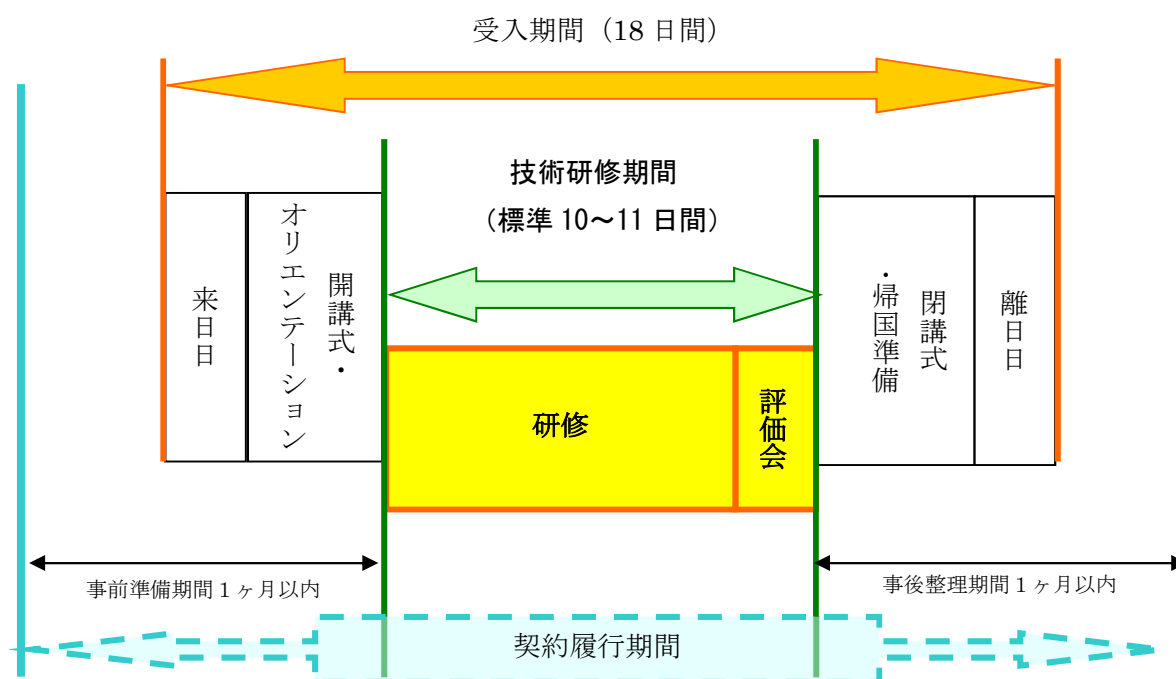 受入期間（18 日間）
技術研修期間
（標準 10～11 日間）
来日日
開講式・
オリエンテーション
研修
評価会
閉講式
・帰国準備
離日日
事前準備期間 1 ヶ月以内
事後整理期間 1 ヶ月以内
契約履行期間